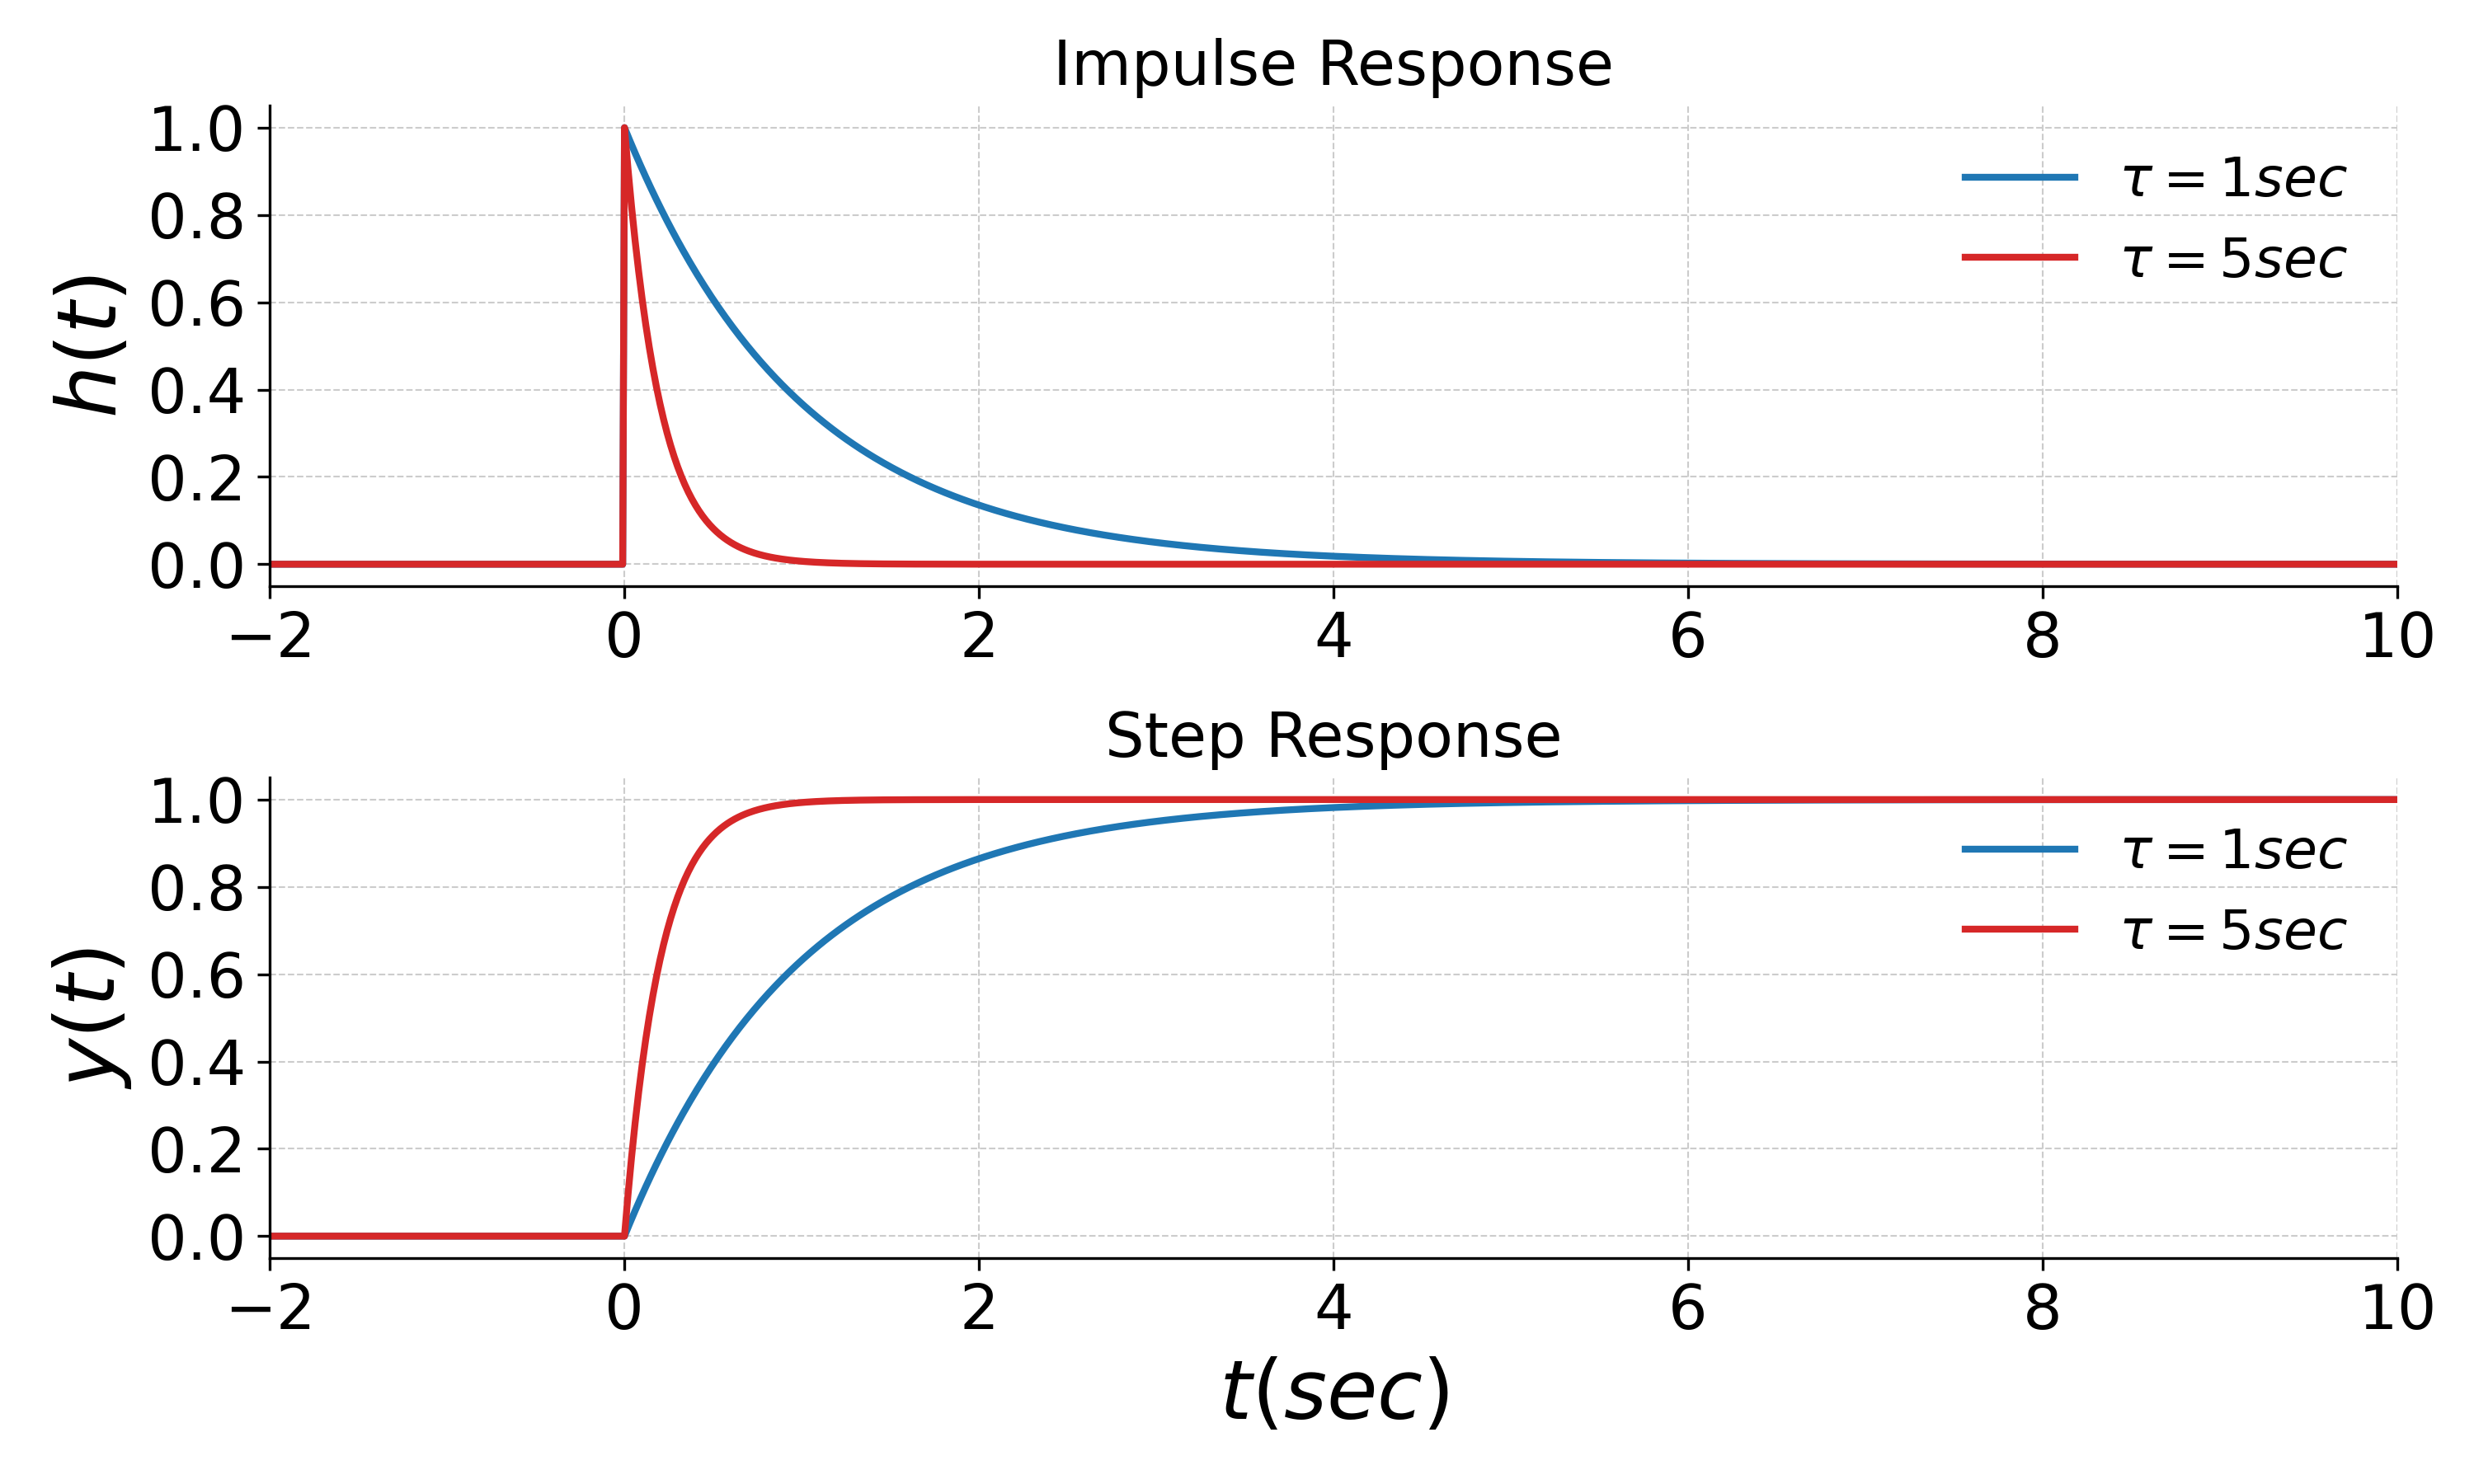 Impulse Response
h(t)
1.0
0.8
0.6
0.4
0.2
0.0
−2 0 2 4 6 8 10
τ = 1sec
τ = 5sec
Step Response
y(t)
1.0
0.8
0.6
0.4
0.2
0.0
−2 0 2 4 6 8 10
τ = 1sec
τ = 5sec
t(sec)